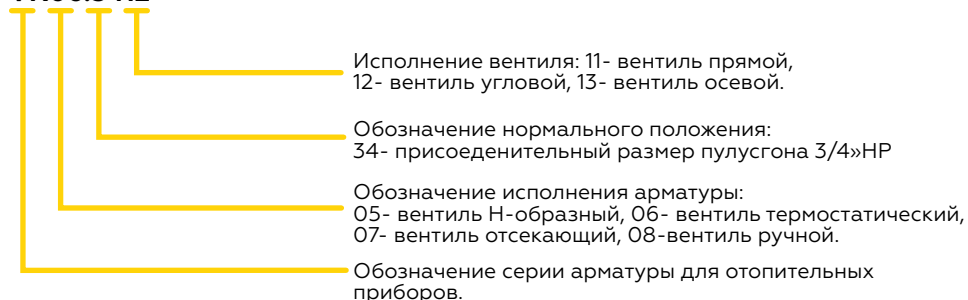 Исполнение вентиля: 11- вентиль прямой,
12- вентиль угловой, 13- вентиль осевой.
Обозначение нормального положения:
34- присоеденительный размер пулусгона 3/4»НР
Обозначение исполнения арматуры:
05- вентиль Н-образный, 06- вентиль термостатический,
07- вентиль отсекающий, 08-вентиль ручной.
Обозначение серии арматуры для отопительных
приборов.